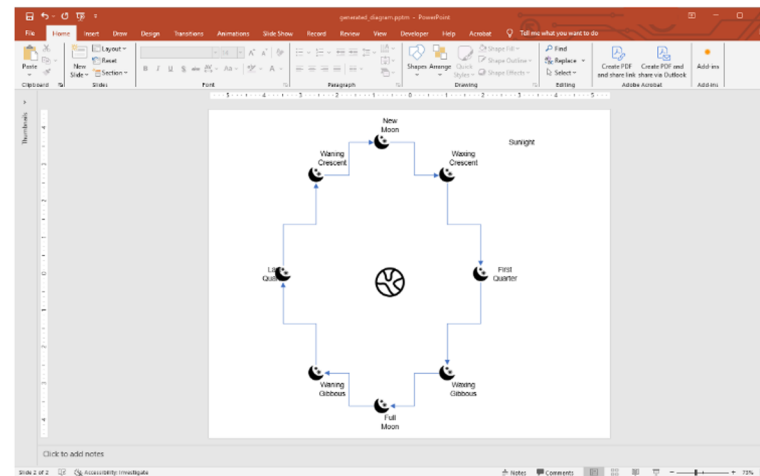 generated_diagram.pptm - PowerPoint
File Home Insert Draw Design Transitions Animations Slide Show Record Review View Developer Help Acrobat Tell me what you want to do
Paste
New
Slide
Layout
Reset
Section
Shapes Arrange Quick
Styles
Shape Fill
Shape Outline
Shape Effects
Find
Replace
Select
Create PDF
and share link
Create PDF and
share via Outlook
Add-ins
Clipboard Slides Font Paragraph Drawing Editing Adobe Acrobat Add-ins
Thumbnails
New
Moon
Sunlight
Waning
Crescent
Waxing
Crescent
First
Quarter
Waning
Gibbous
Waxing
Gibbous
Full
Moon
Click to add notes
Slide 2 of 2 Accessibility: Investigate Notes Comments 73%